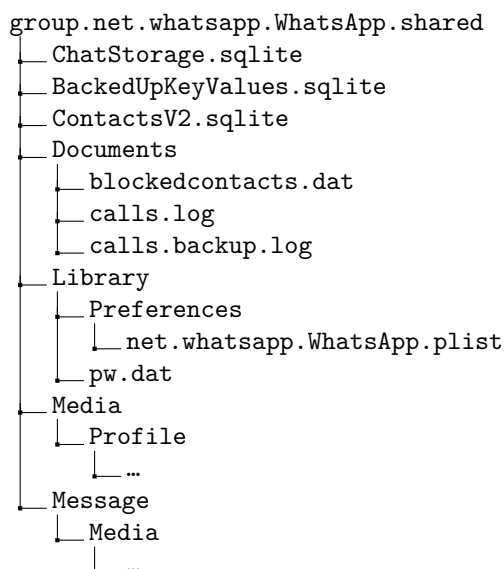 group.net.whatsapp.WhatsApp.shared
ChatStorage.sqlite
BackedUpKeyValues.sqlite
ContactsV2.sqlite
Documents
blockedcontacts.dat
calls.log
calls.backup.log
Library
Preferences
net.whatsapp.WhatsApp.plist
pw.dat
Media
Profile
…
Message
Media
…